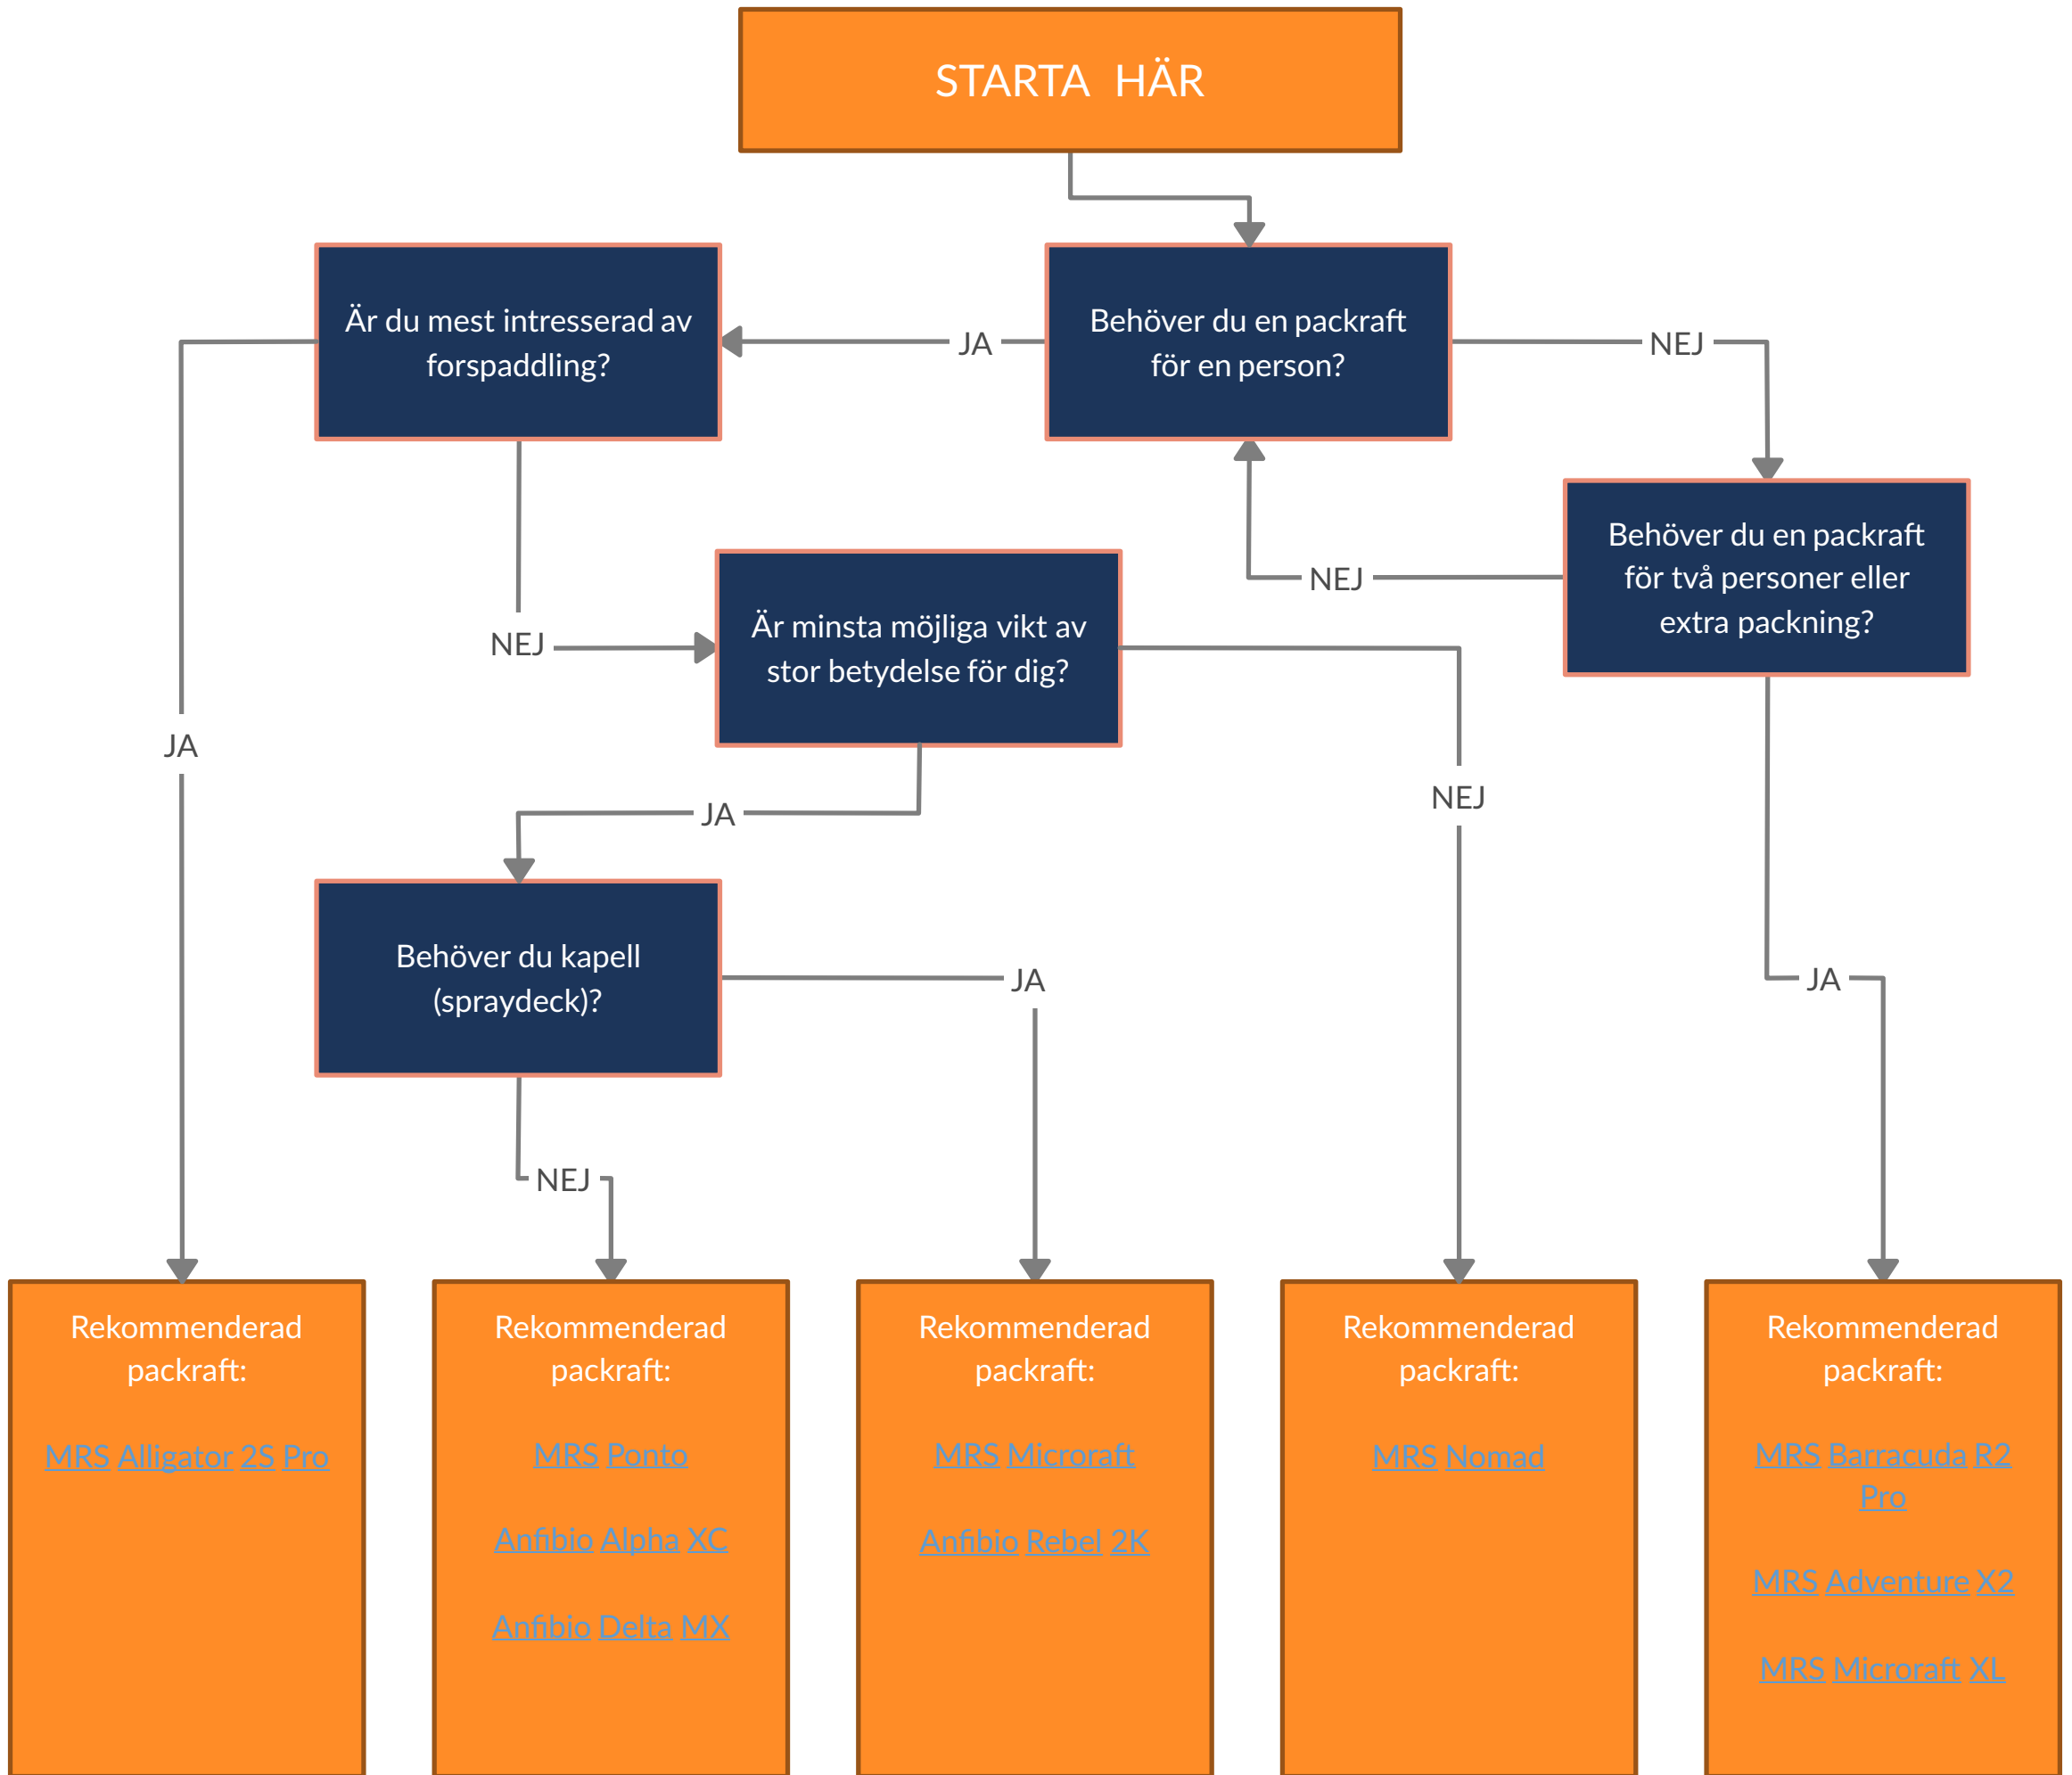 STARTA HÄR
Är du mest intresserad av
forspaddling?
JA
Behöver du en packraft
för en person?
NEJ
Behöver du en packraft
för två personer eller
extra packning?
NEJ
Är minsta möjliga vikt av
stor betydelse för dig?
NEJ
JA
NEJ
JA
Behöver du kapell
(spraydeck)?
JA
JA
NEJ
Rekommenderad
packraft:
MRS Alligator 2S Pro
Rekommenderad
packraft:
MRS Ponto
Anfibio Alpha XC
Anfibio Delta MX
Rekommenderad
packraft:
MRS Microraft
Anfibio Rebel 2K
Rekommenderad
packraft:
MRS Nomad
Rekommenderad
packraft:
MRS Barracuda R2
Pro
MRS Adventure X2
MRS Microraft XL